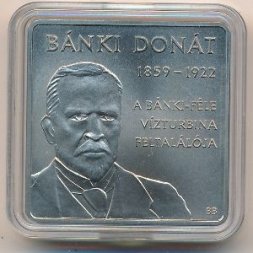 BÁNKI DONÁT
1859–1922
A BÁNKI-FÉLE
VÍZTURBINA
FELTALÁLÓJA